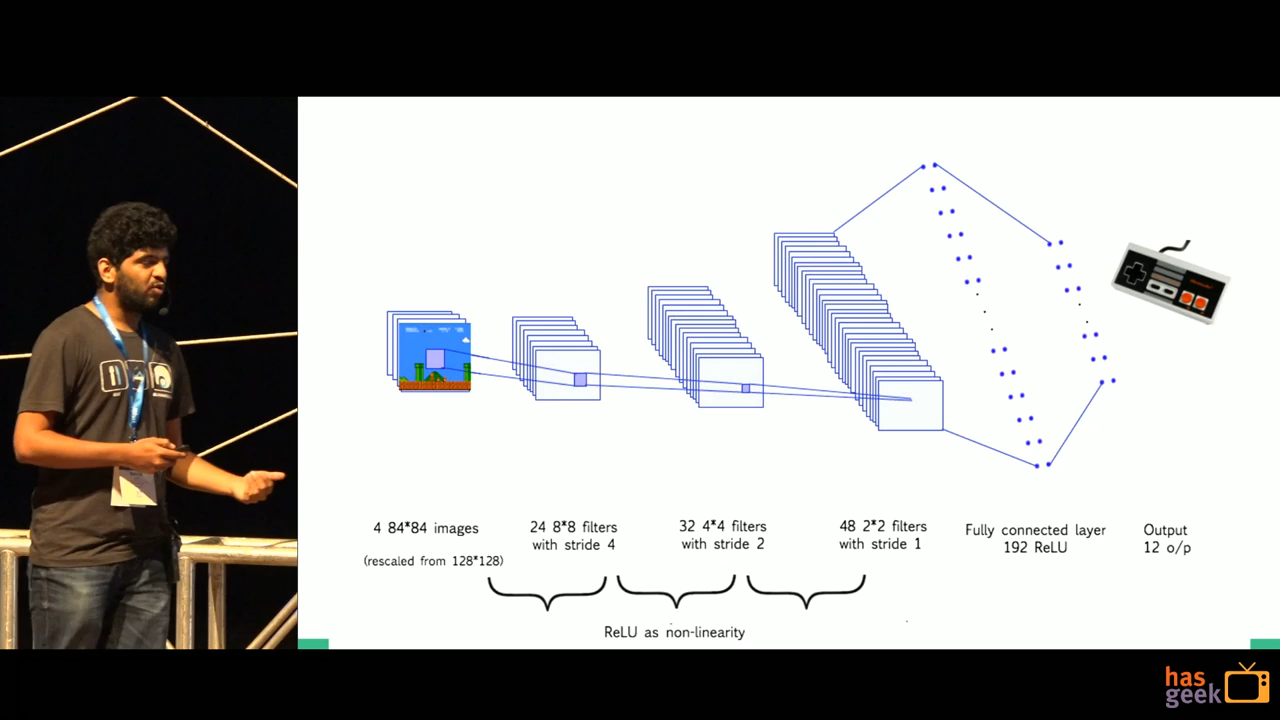 4 84*84 images
(rescaled from 128*128)
24 8*8 filters
with stride 4
32 4*4 filters
with stride 2
48 2*2 filters
with stride 1
Fully connected layer
192 ReLU
Output
12 o/p
ReLU as non-linearity
has
geek